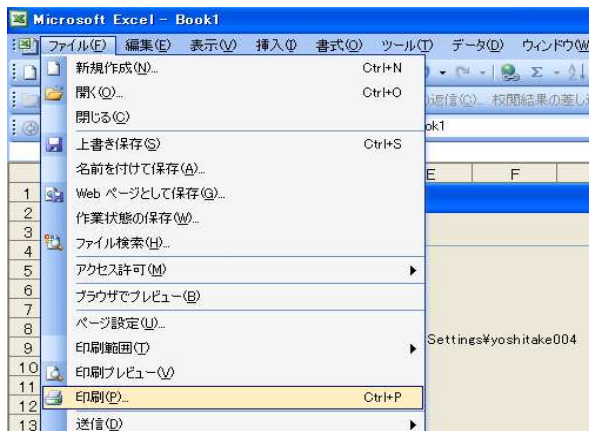 Microsoft Excel - Book1
ファイル(F) 編集(E) 表示(V) 挿入(I) 書式(O) ツール(T) データ(D) ウィンドウ(W
返信(C)... 校閲結果の差し
ok1
新規作成(N)... Ctrl+N
開く(O)... Ctrl+O
閉じる(C)
上書き保存(S) Ctrl+S
名前を付けて保存(A)...
E F
1 Web ページとして保存(G)...
2 作業状態の保存(W)...
3
4 ファイル検索(H)...
5 アクセス許可(M)
6 ブラウザでプレビュー(B)
7
8 ページ設定(U)...
9 印刷範囲(T) Settings¥yoshitake004
10 印刷プレビュー(V)
11 印刷(P)... Ctrl+P
12
13 送信(D)